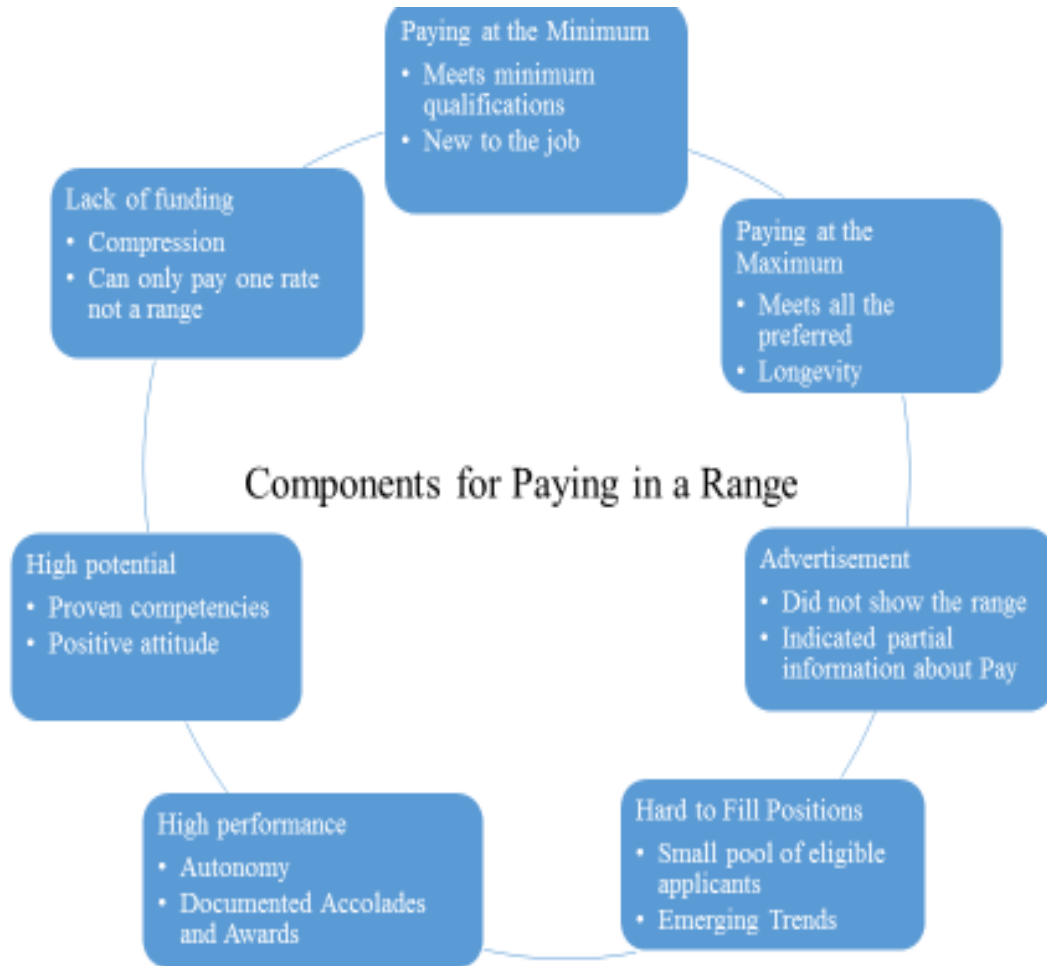 Paying at the Minimum
• Meets minimum
qualifications
• New to the job
Paying at the
Maximum
• Meets all the
preferred
• Longevity
Advertisement
• Did not show the range
• Indicated partial
information about Pay
Hard to Fill Positions
• Small pool of eligible
applicants
• Emerging Trends
High performance
• Autonomy
• Documented Accolades
and Awards
High potential
• Proven competencies
• Positive attitude
Lack of funding
• Compression
• Can only pay one rate
not a range
Components for Paying in a Range